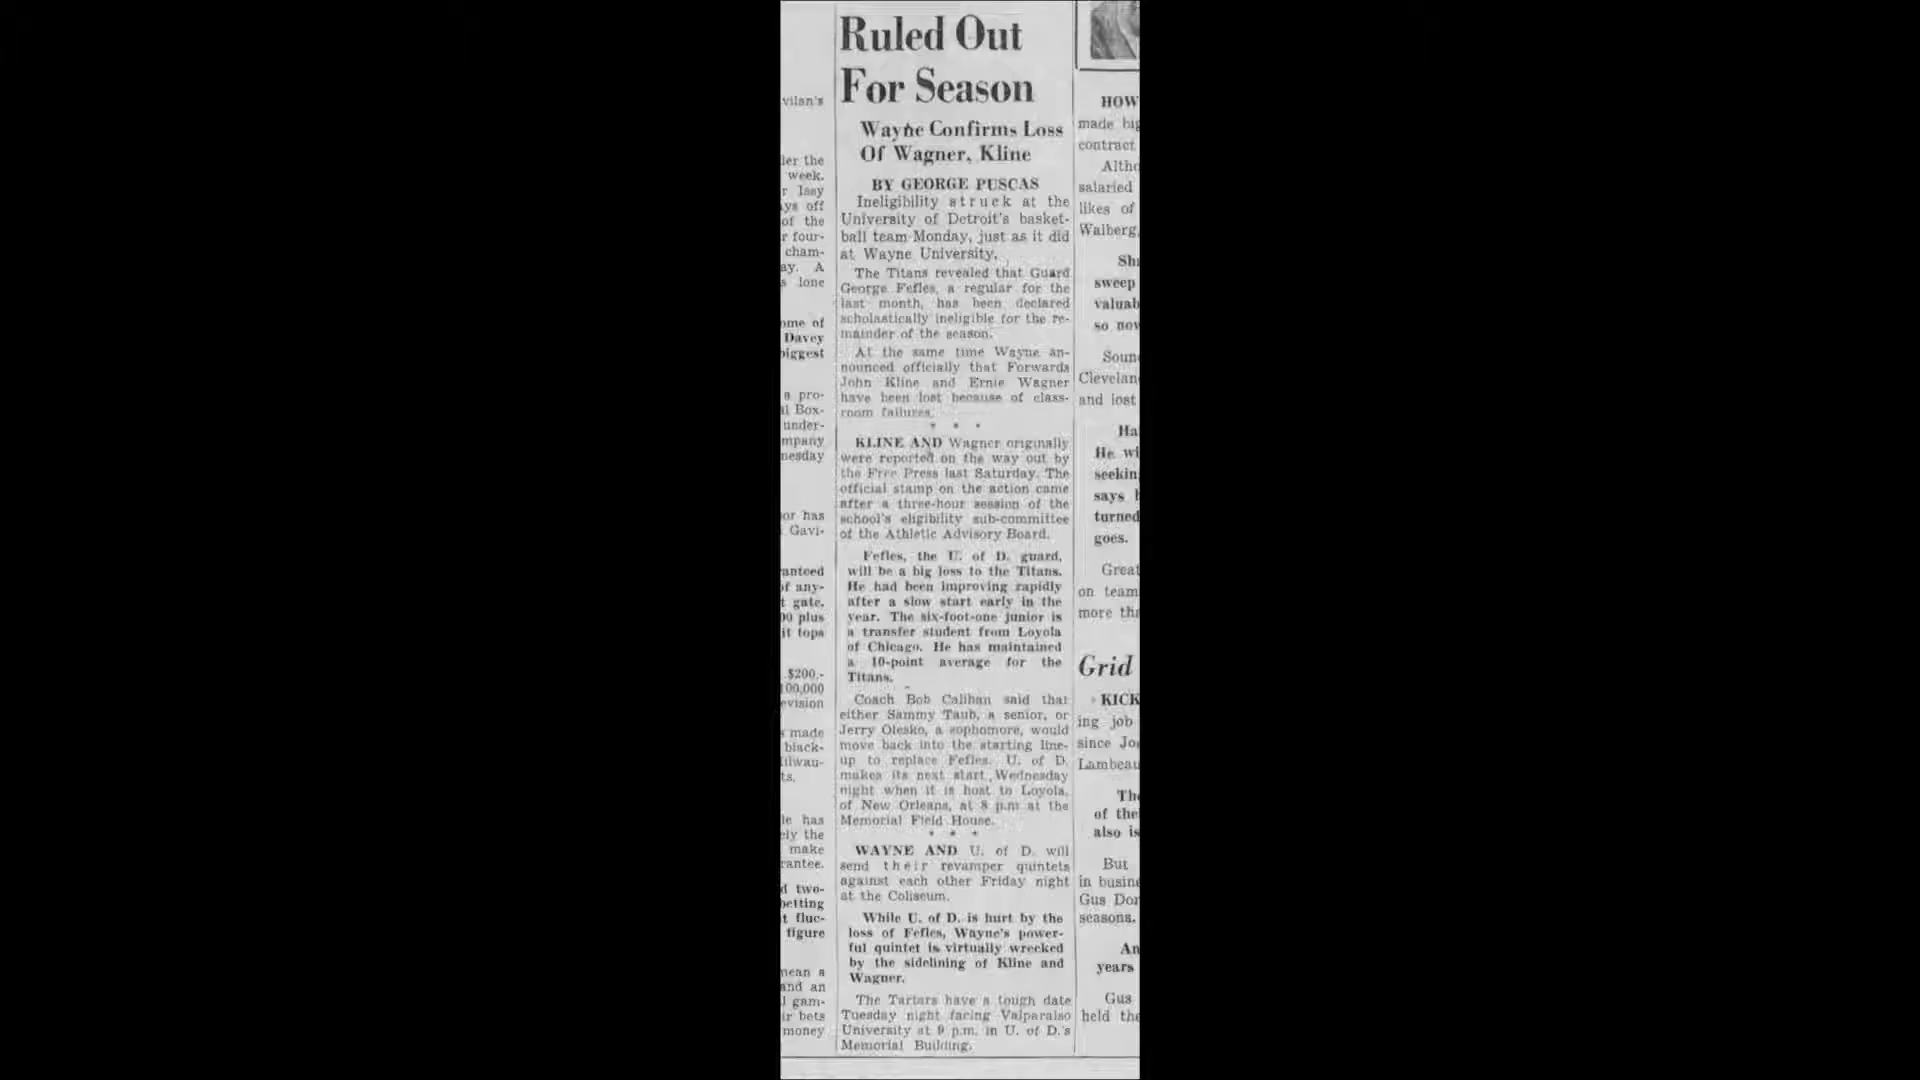 vilan's
ler the
week.
r Issy
ys off
of the
r four-
cham-
ay. A
s lone
ome of
Davey
biggest
a pro-
al Box-
under-
mpany
nesday
or has
Gavi-
ranteed
of any-
t gate.
00 plus
it tops
$200,-
100,000
evision
s made
black-
Milwau-
ts.
le has
ely the
make
rantee.
d two-
betting
t fluc-
figure
mean a
and an
l gam-
ir bets
money
Ruled Out
For Season
Wayne Confirms Loss
Of Wagner, Kline
BY GEORGE PUSCAS
Ineligibility struck at the
University of Detroit's basket-
ball team Monday, just as it did
at Wayne University.
The Titans revealed that Guard
George Fefles, a regular for the
last month, has been declared
scholastically ineligible for the re-
mainder of the season.
At the same time Wayne an-
nounced officially that Forwards
John Kline and Ernie Wagner
have been lost because of class-
room failures.
* * *
KLINE AND Wagner originally
were reported on the way out by
the Free Press last Saturday. The
official stamp on the action came
after a three-hour session of the
school's eligibility sub-committee
of the Athletic Advisory Board.
Fefles, the U. of D. guard,
will be a big loss to the Titans.
He had been improving rapidly
after a slow start early in the
year. The six-foot-one junior is
a transfer student from Loyola
of Chicago. He has maintained
a 10-point average for the
Titans.
Coach Bob Calihan said that
either Sammy Taub, a senior, or
Jerry Olesko, a sophomore, would
move back into the starting line-
up to replace Fefles. U. of D.
makes its next start Wednesday
night when it is host to Loyola,
of New Orleans, at 8 p.m at the
Memorial Field House.
* * *
WAYNE AND U. of D. will
send their revamper quintets
against each other Friday night
at the Coliseum.
While U. of D. is hurt by the
loss of Fefles, Wayne's power-
ful quintet is virtually wrecked
by the sidelining of Kline and
Wagner.
The Tartars have a tough date
Tuesday night facing Valparaiso
University at 9 p.m. in U. of D.'s
Memorial Building.
HOW
made big
contract
Altho
salaried
likes of
Walberg,
Sh
sweep
valuab
so now
Soun
Cleveland
and lost
Ha
He wi
seekin
says h
turned
goes.
Great
on team
more tha
Grid
KICK
ing job
since Jo
Lambeau
The
of the
also is
But
in busine
Gus Dor
seasons.
An
years
Gus
held the